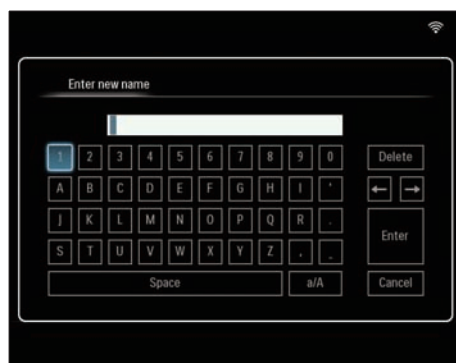 Enter new name
1 2 3 4 5 6 7 8 9 0 Delete
A B C D E F G H I ' ← →
J K L M N O P Q R . Enter
S T U V W X Y Z , _
Space a/A Cancel